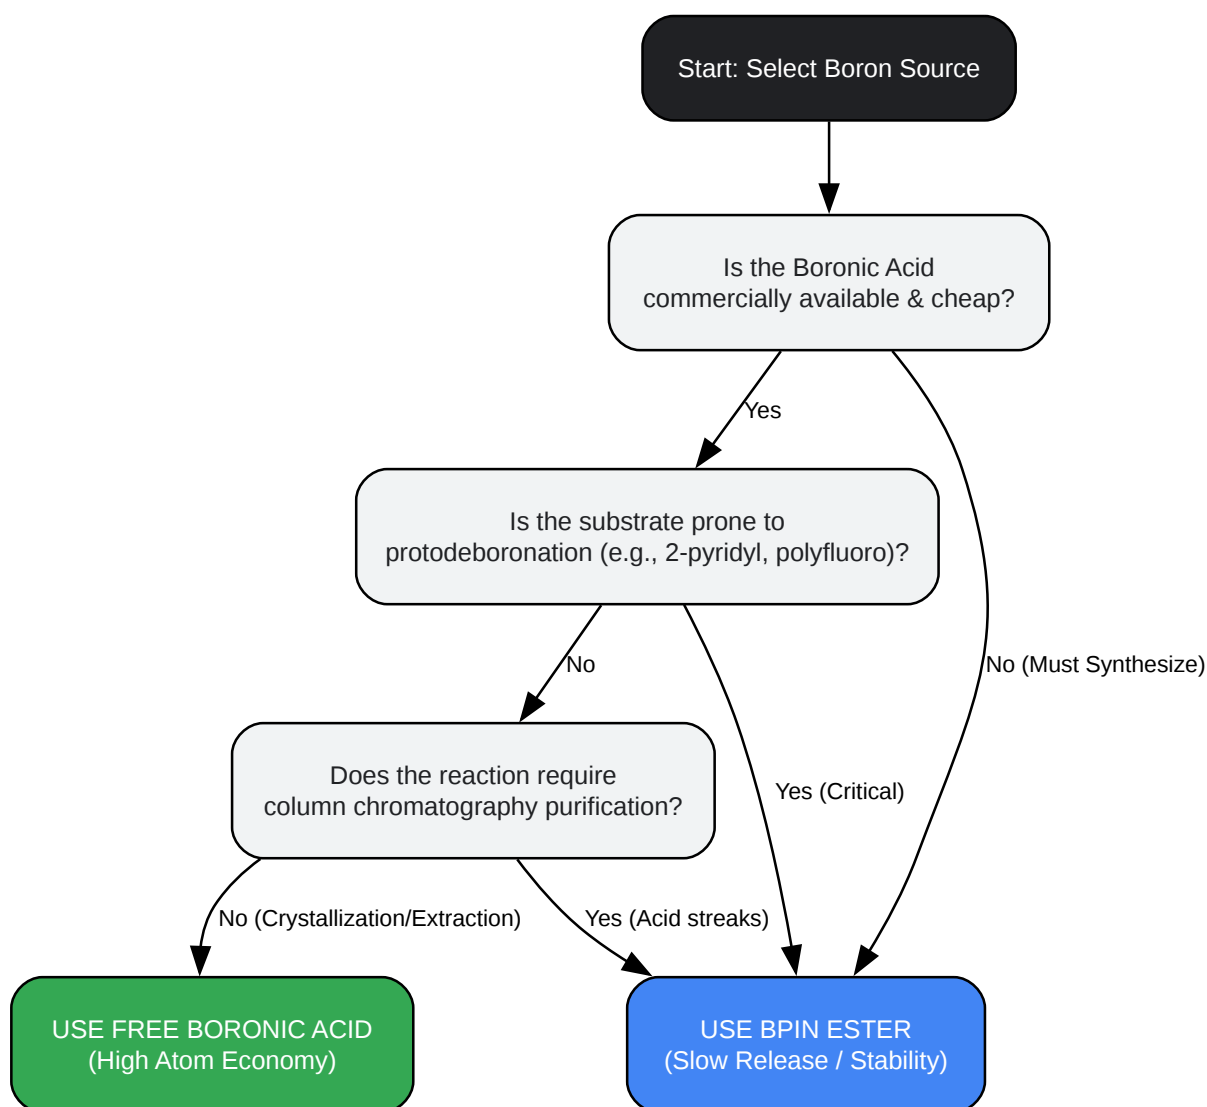 Start: Select Boron Source
Is the Boronic Acid
commercially available & cheap?
Yes
Is the substrate prone to
protodeboronation (e.g., 2-pyridyl, polyfluoro)?
No
No (Must Synthesize)
Does the reaction require
column chromatography purification?
Yes (Critical)
No (Crystallization/Extraction)
Yes (Acid streaks)
USE FREE BORONIC ACID
(High Atom Economy)
USE BPIN ESTER
(Slow Release / Stability)